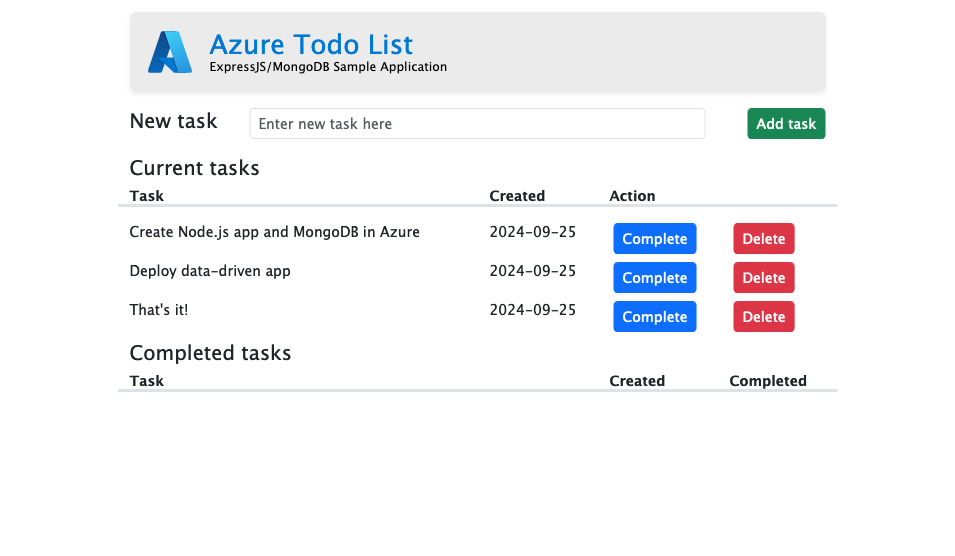 Azure Todo List
ExpressJS/MongoDB Sample Application
New task
Enter new task here
Add task
Current tasks
Task Created Action
Create Node.js app and MongoDB in Azure 2024-09-25 Complete Delete
Deploy data-driven app 2024-09-25 Complete Delete
That's it! 2024-09-25 Complete Delete
Completed tasks
Task Created Completed